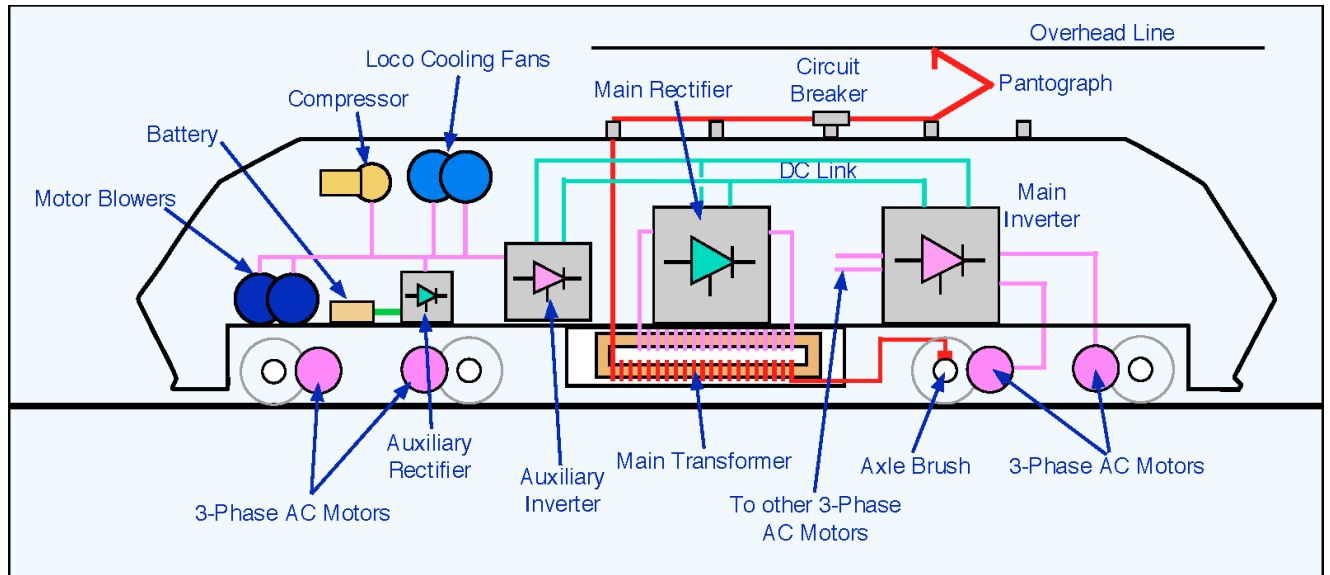 Overhead Line
Loco Cooling Fans
Circuit
Breaker
Main Rectifier
Pantograph
Compressor
Battery
DC Link
Main
Inverter
Motor Blowers
Auxiliary
Rectifier
Main Transformer
Axle Brush
3-Phase AC Motors
Auxiliary
Inverter
To other 3-Phase
AC Motors
3-Phase AC Motors